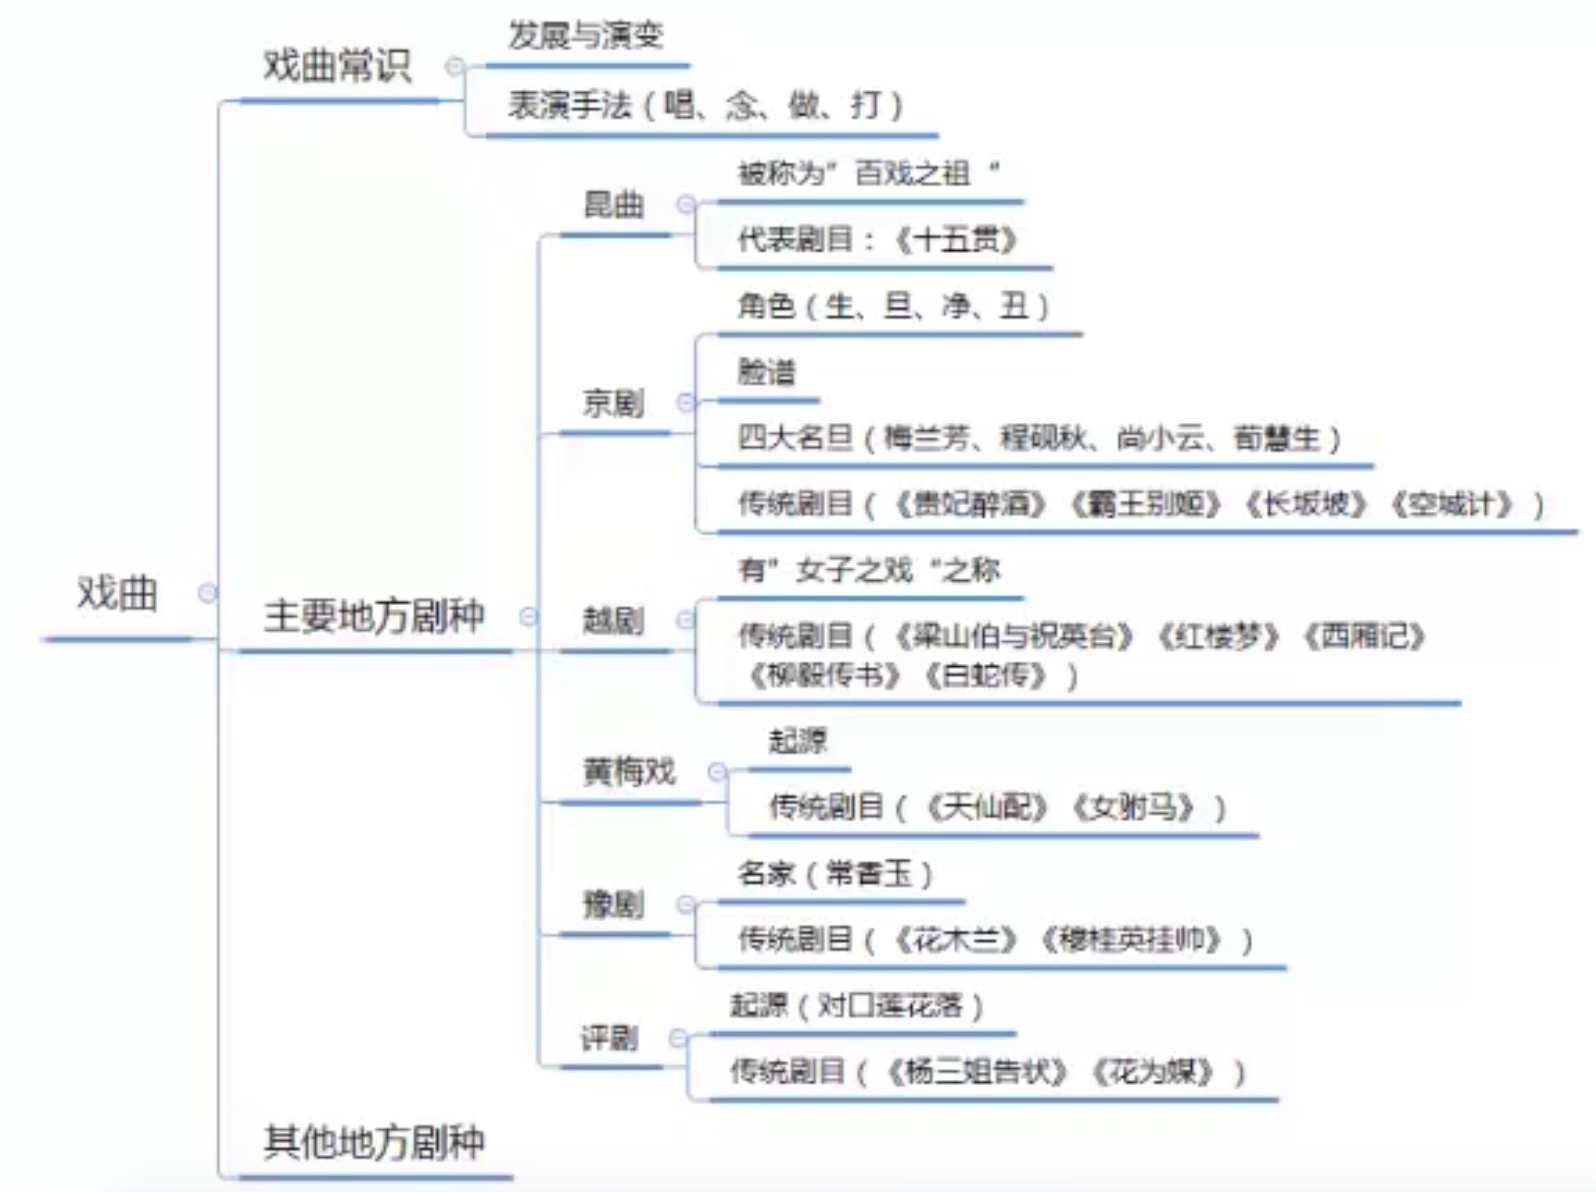 戏曲
戏曲常识
发展与演变
表演手法（唱、念、做、打）
主要地方剧种
昆曲
被称为”百戏之祖“
代表剧目：《十五贯》
京剧
角色（生、旦、净、丑）
脸谱
四大名旦（梅兰芳、程砚秋、尚小云、荀慧生）
传统剧目（《贵妃醉酒》《霸王别姬》《长坂坡》《空城计》）
越剧
有”女子之戏“之称
传统剧目（《梁山伯与祝英台》《红楼梦》《西厢记》
《柳毅传书》《白蛇传》）
黄梅戏
起源
传统剧目（《天仙配》《女驸马》）
豫剧
名家（常香玉）
传统剧目（《花木兰》《穆桂英挂帅》）
评剧
起源（对口莲花落）
传统剧目（《杨三姐告状》《花为媒》）
其他地方剧种